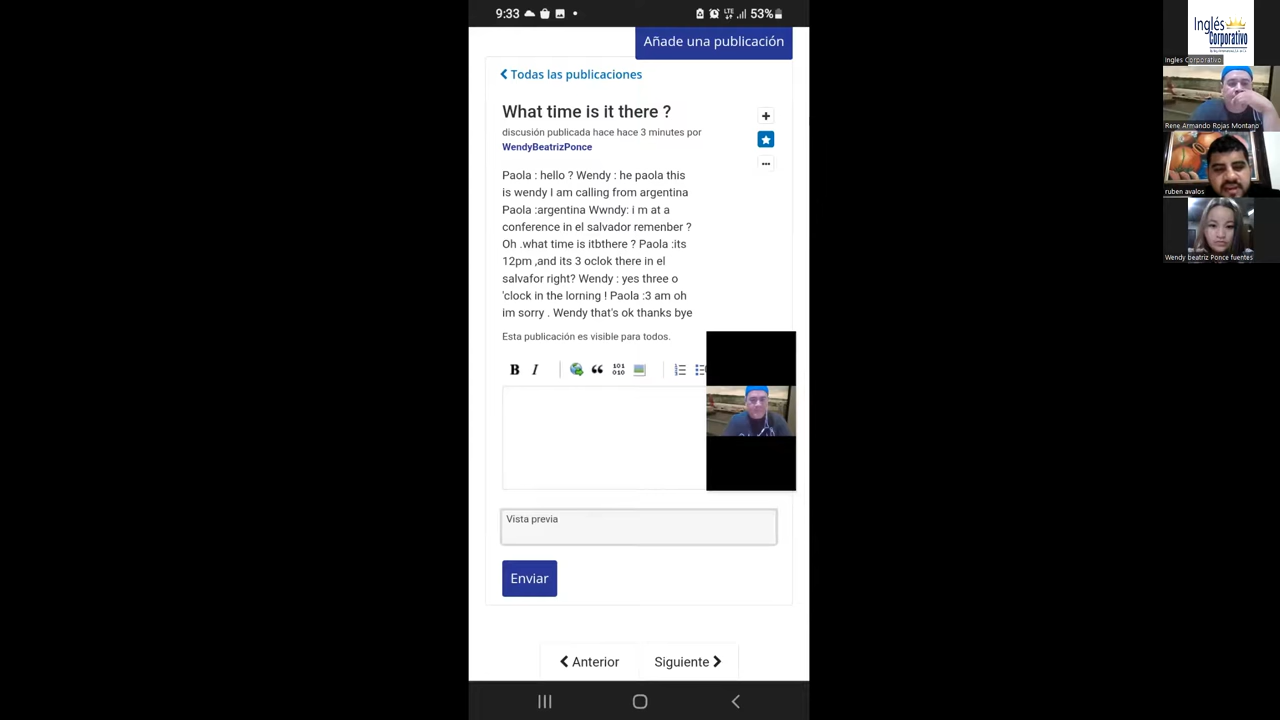 9:33
LTE
53%
Añade una publicación
Todas las publicaciones
What time is it there ?
discusión publicada hace hace 3 minutes por
WendyBeatrizPonce
Paola : hello ? Wendy : he paola this
is wendy I am calling from argentina
Paola :argentina Wwndy: i m at a
conference in el salvador remenber ?
Oh .what time is itbthere ? Paola :its
12pm ,and its 3 oclok there in el
salvafor right? Wendy : yes three o
'clock in the lorning ! Paola :3 am oh
im sorry . Wendy that's ok thanks bye
Esta publicación es visible para todos.
B I
101
010
Vista previa
Enviar
Anterior
Siguiente
Inglés
Corporativo
Ingles Corporativo
Rene Armando Rojas Montano
ruben avalos
Wendy beatriz Ponce fuentes